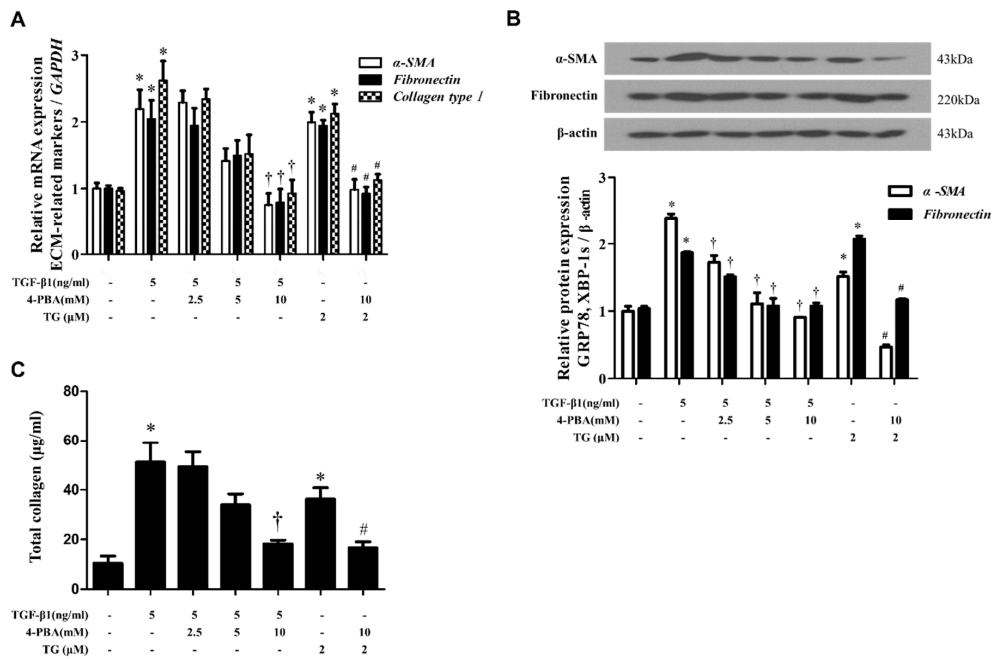 A
Relative mRNA expression
ECM-related markers / GAPDH
3
2
1
0
* * *
* * *
† † †
# # #
α-SMA
Fibronectin
Collagen type I
TGF-β1(ng/ml) - 5 5 5 5 - -
4-PBA(mM) - - 2.5 5 10 - 10
TG (μM) - - - - - 2 2
B
α-SMA 43kDa
Fibronectin 220kDa
β-actin 43kDa
Relative protein expression
GRP78, XBP-1s / β-actin
3
2
1
0
* *
† †
† †
† †
* *
# #
α -SMA
Fibronectin
TGF-β1(ng/ml) - 5 5 5 5 - -
4-PBA(mM) - - 2.5 5 10 - 10
TG (μM) - - - - - 2 2
C
Total collagen (μg/ml)
80
60
40
20
0
*
†
*
#
TGF-β1(ng/ml) - 5 5 5 5 - -
4-PBA(mM) - - 2.5 5 10 - 10
TG (μM) - - - - - 2 2